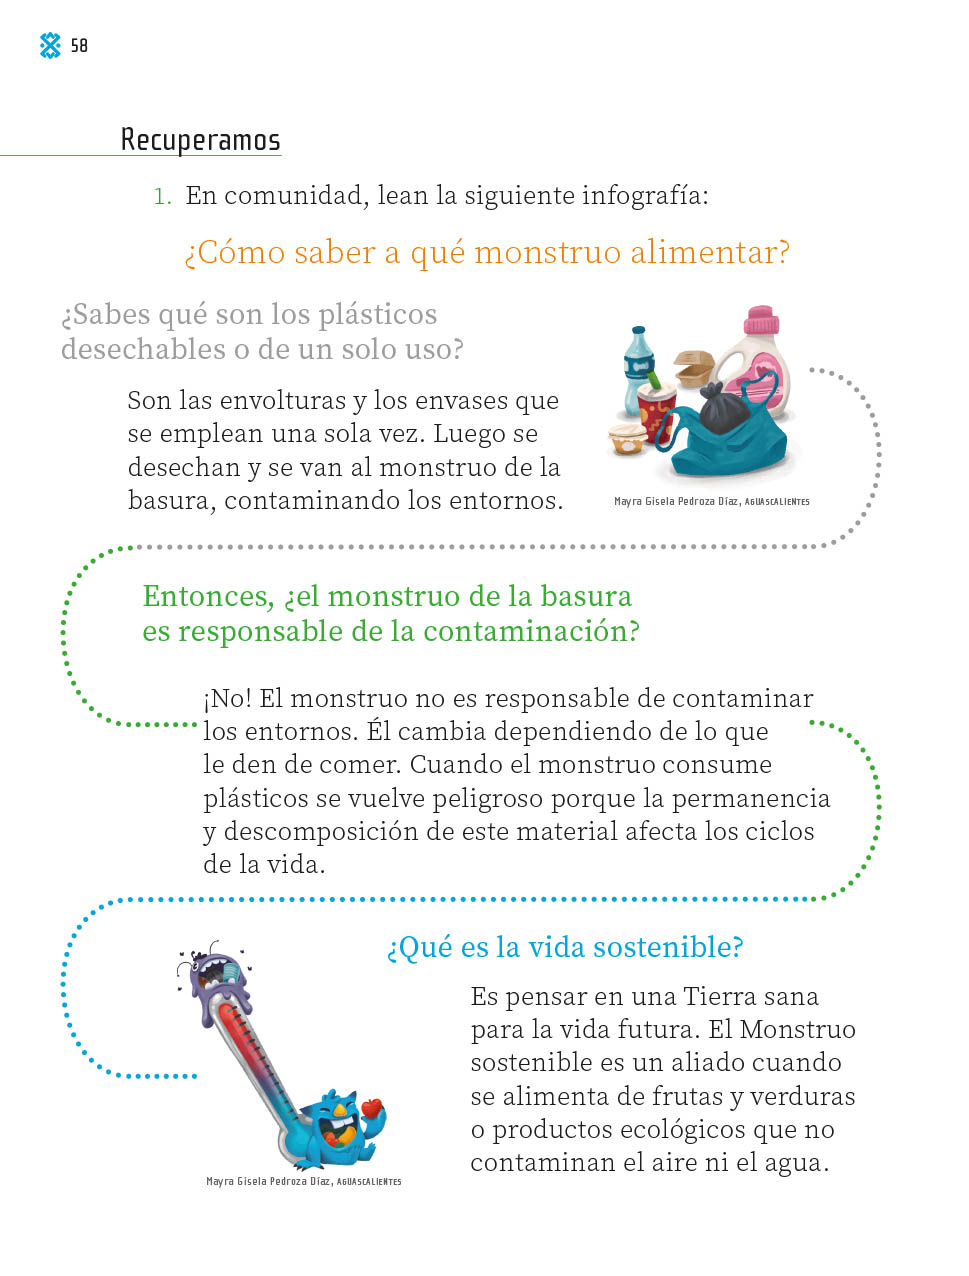 58
Recuperamos
1. En comunidad, lean la siguiente infografía:
¿Cómo saber a qué monstruo alimentar?
¿Sabes qué son los plásticos
desechables o de un solo uso?
Son las envolturas y los envases que
se emplean una sola vez. Luego se
desechan y se van al monstruo de la
basura, contaminando los entornos.
Mayra Gisela Pedroza Díaz, AGUASCALIENTES
Entonces, ¿el monstruo de la basura
es responsable de la contaminación?
¡No! El monstruo no es responsable de contaminar
los entornos. Él cambia dependiendo de lo que
le den de comer. Cuando el monstruo consume
plásticos se vuelve peligroso porque la permanencia
y descomposición de este material afecta los ciclos
de la vida.
¿Qué es la vida sostenible?
Es pensar en una Tierra sana
para la vida futura. El Monstruo
sostenible es un aliado cuando
se alimenta de frutas y verduras
o productos ecológicos que no
contaminan el aire ni el agua.
Mayra Gisela Pedroza Díaz, AGUASCALIENTES